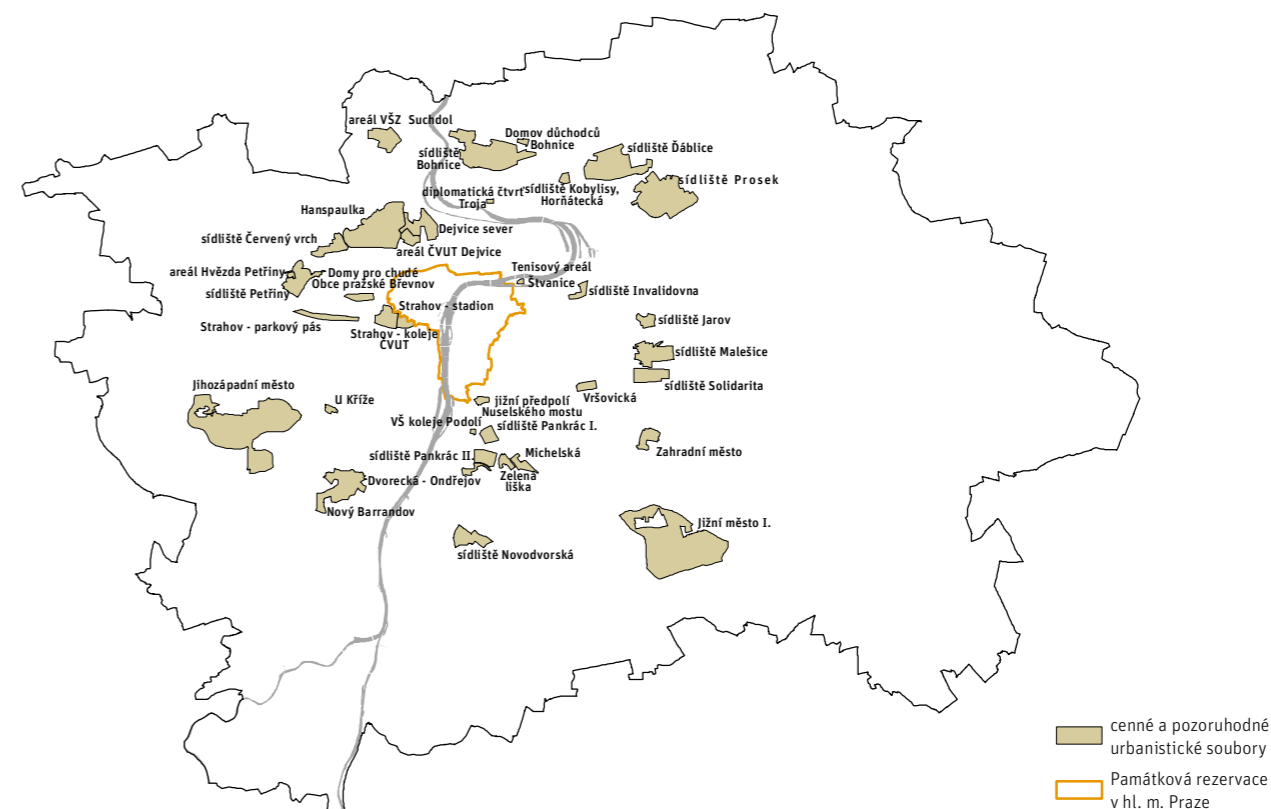 areál VŠZ Suchdol
Domov důchodců
Bohnice
sídliště
Bohnice
sídliště Ďáblice
sídliště Prosek
sídliště Kobylisy,
Horňátecká
diplomatická čtvrť
Troja
Hanspaulka
Dejvice sever
sídliště Červený vrch
areál ČVUT Dejvice
areál Hvězda Petřiny
Domy pro chudé
Obce pražské Břevnov
sídliště Petřiny
Tenisový areál
Štvanice
sídliště Invalidovna
Strahov - stadion
Strahov - parkový pás
Strahov - koleje
ČVUT
sídliště Jarov
sídliště Malešice
sídliště Solidarita
Jihozápadní město
U Kříže
Vršovická
jižní předpolí
Nuselského mostu
VŠ koleje Podolí
sídliště Pankrác I.
Zahradní město
sídliště Pankrác II.
Michelská
Zelená
liška
Dvorecká - Ondřejov
Nový Barrandov
Jižní město I.
sídliště Novodvorská
cenné a pozoruhodné
urbanistické soubory
Památková rezervace
v hl. m. Praze